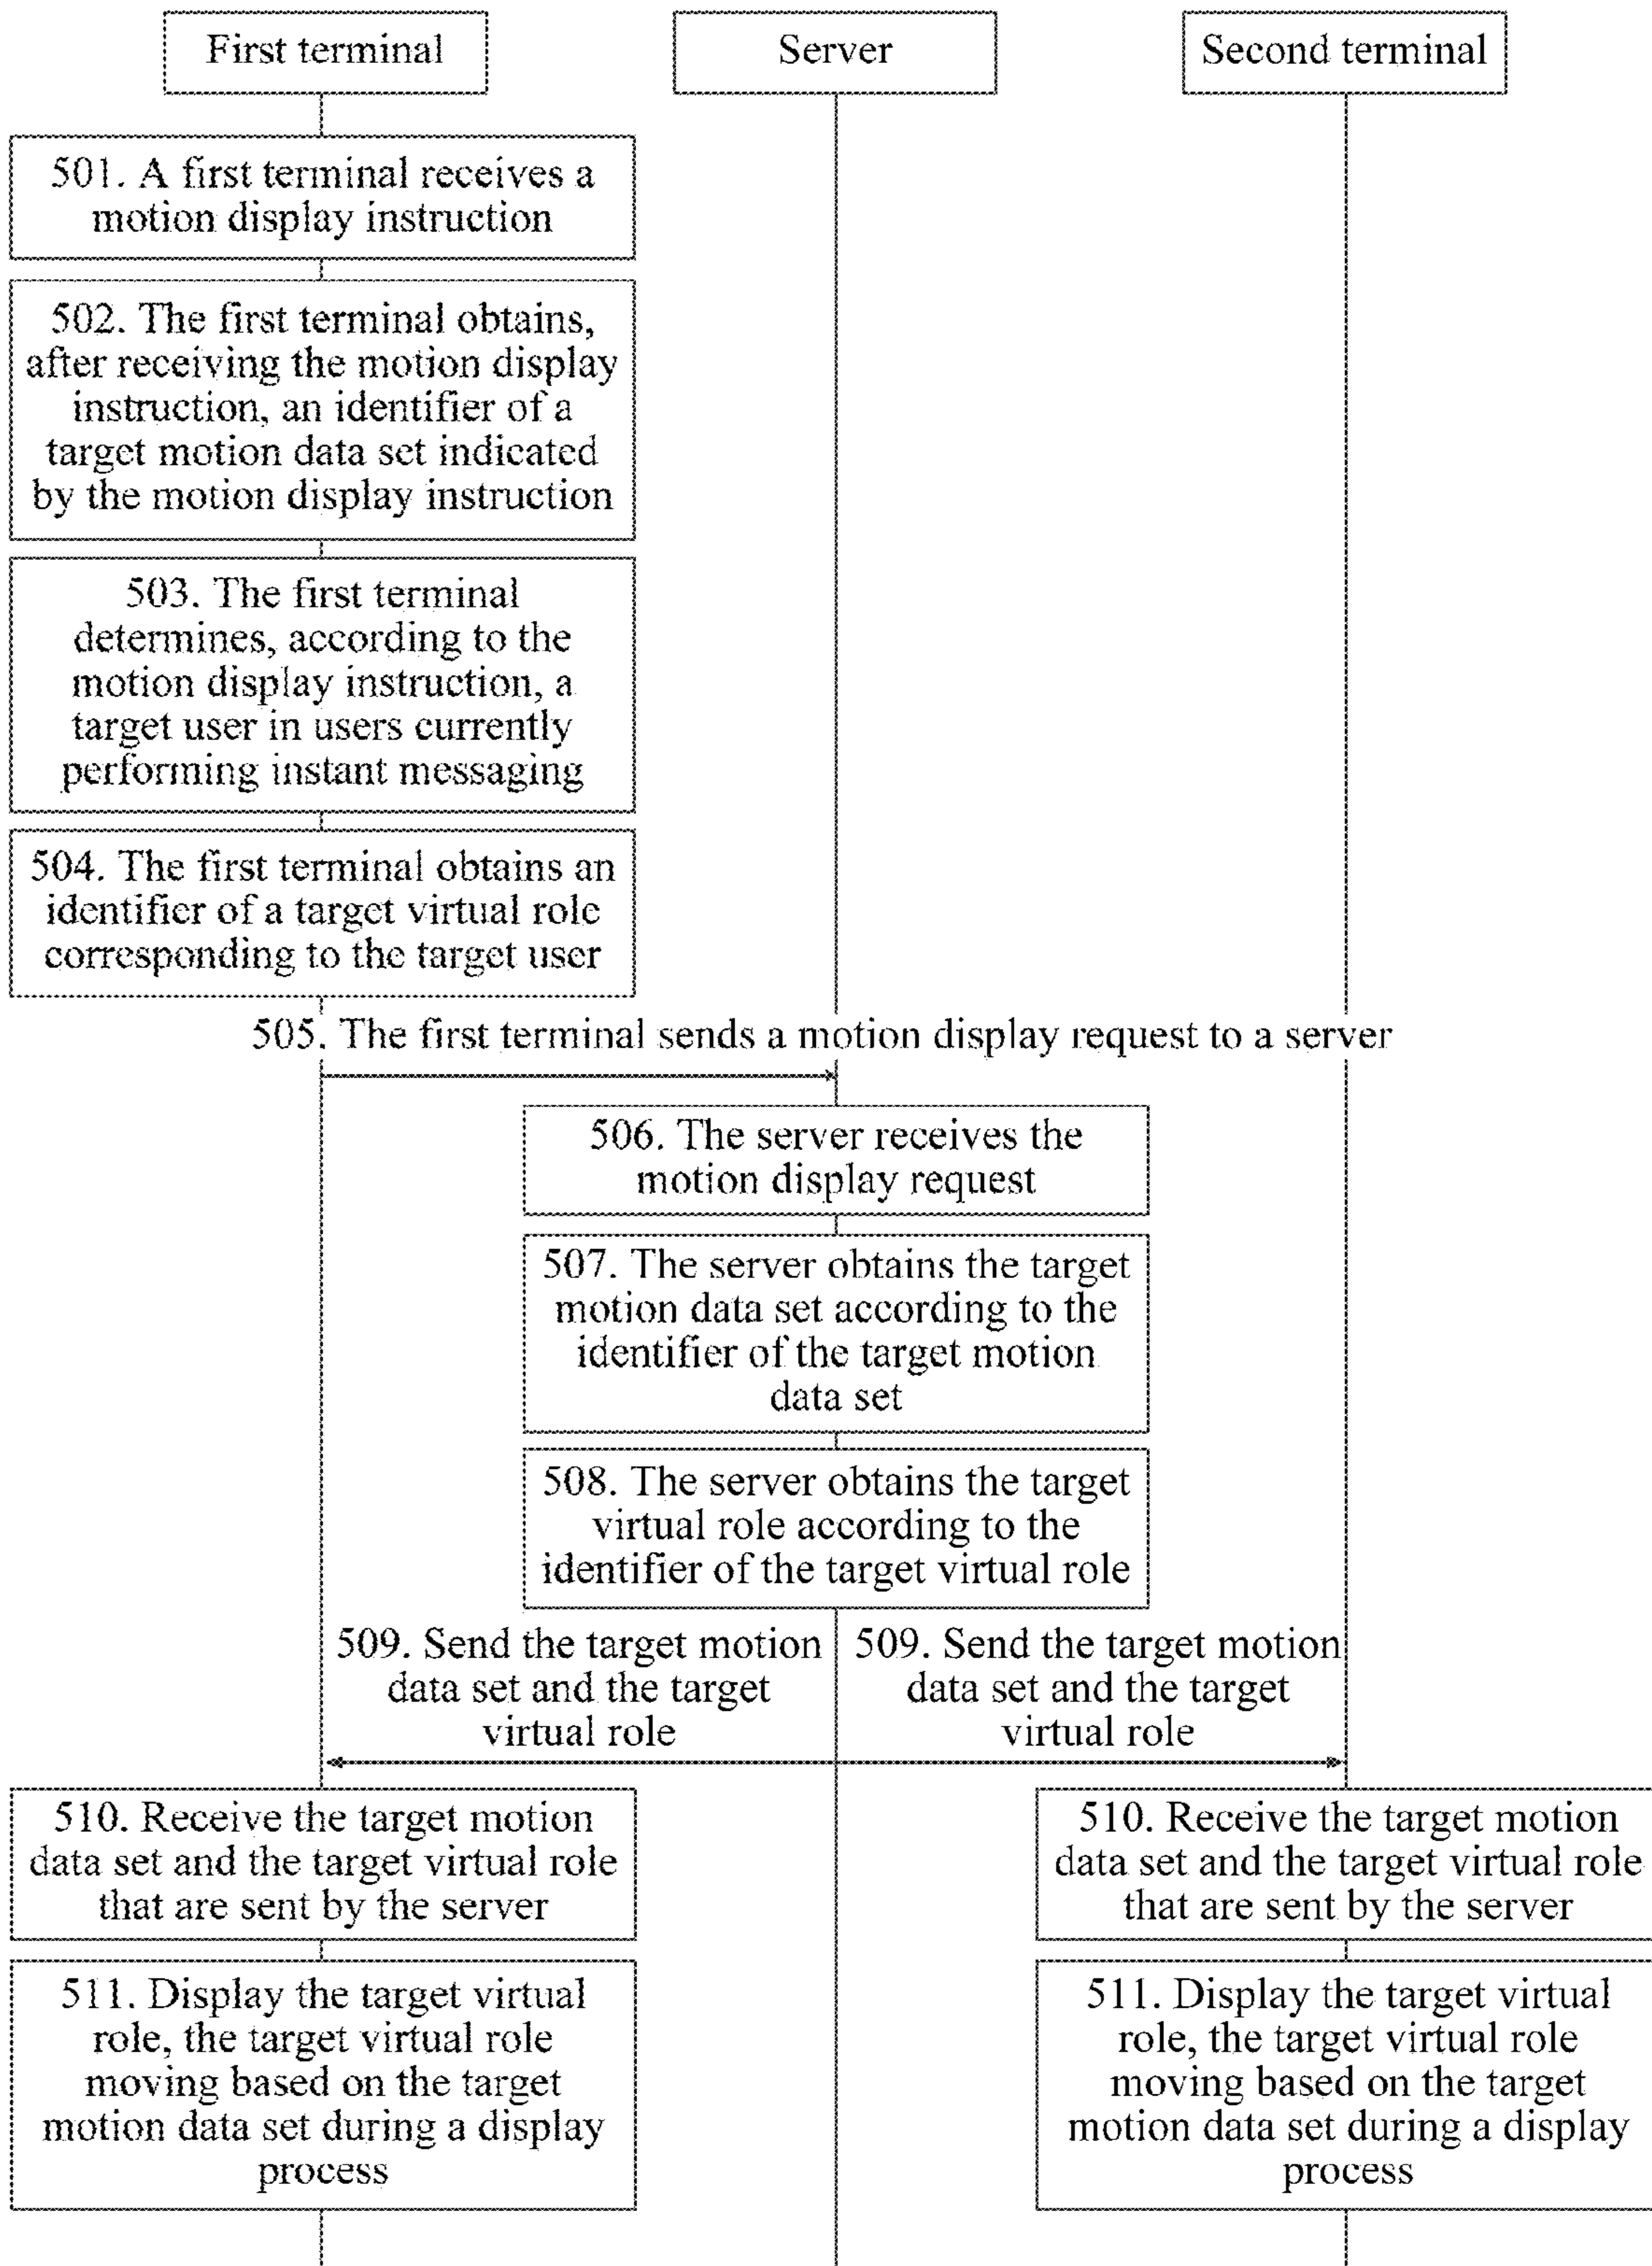 First terminal
Server
Second terminal
501. A first terminal receives a
motion display instruction
502. The first terminal obtains,
after receiving the motion display
instruction, an identifier of a
target motion data set indicated
by the motion display instruction
503. The first terminal
determines, according to the
motion display instruction, a
target user in users currently
performing instant messaging
504. The first terminal obtains an
identifier of a target virtual role
corresponding to the target user
505. The first terminal sends a motion display request to a server
506. The server receives the
motion display request
507. The server obtains the target
motion data set according to the
identifier of the target motion
data set
508. The server obtains the target
virtual role according to the
identifier of the target virtual role
509. Send the target motion
data set and the target
virtual role
509. Send the target motion
data set and the target
virtual role
510. Receive the target motion
data set and the target virtual role
that are sent by the server
510. Receive the target motion
data set and the target virtual role
that are sent by the server
511. Display the target virtual
role, the target virtual role
moving based on the target
motion data set during a display
process
511. Display the target virtual
role, the target virtual role
moving based on the target
motion data set during a display
process